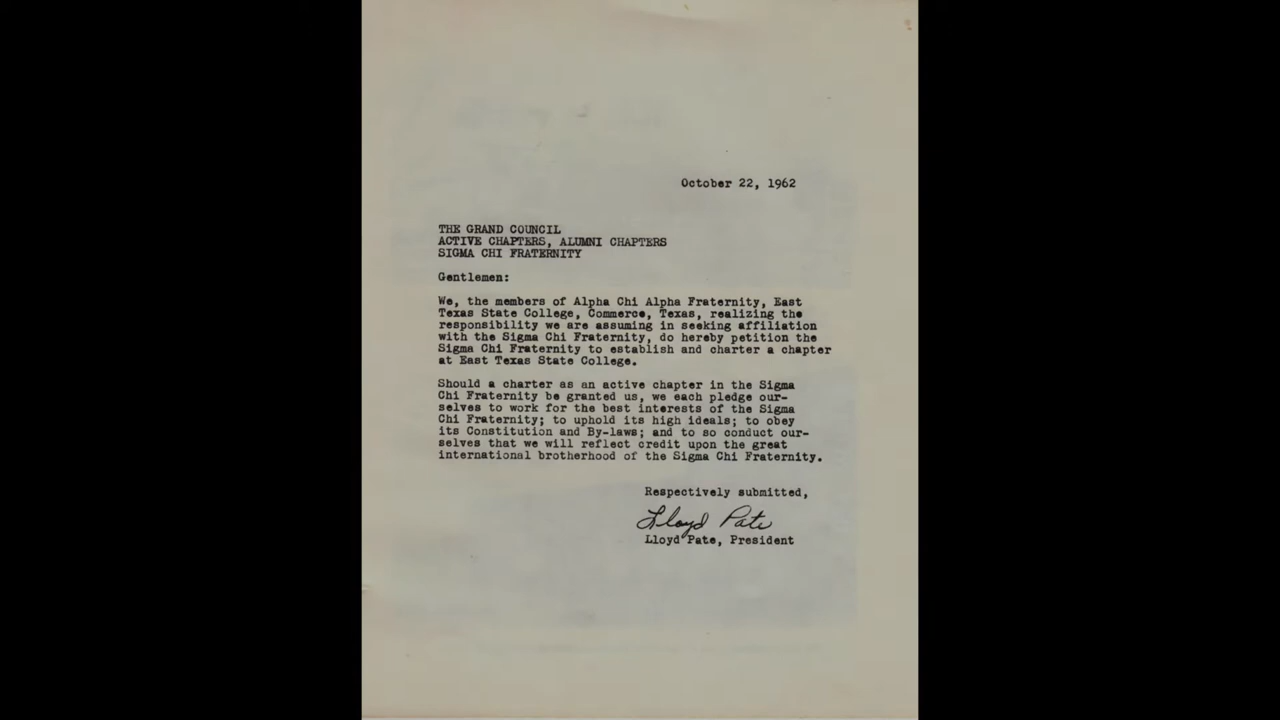 October 22, 1962
THE GRAND COUNCIL
ACTIVE CHAPTERS, ALUMNI CHAPTERS
SIGMA CHI FRATERNITY
Gentlemen:
We, the members of Alpha Chi Alpha Fraternity, East
Texas State College, Commerce, Texas, realizing the
responsibility we are assuming in seeking affiliation
with the Sigma Chi Fraternity, do hereby petition the
Sigma Chi Fraternity to establish and charter a chapter
at East Texas State College.
Should a charter as an active chapter in the Sigma
Chi Fraternity be granted us, we each pledge our-
selves to work for the best interests of the Sigma
Chi Fraternity; to uphold its high ideals; to obey
its Constitution and By-laws; and to so conduct our-
selves that we will reflect credit upon the great
international brotherhood of the Sigma Chi Fraternity.
Respectively submitted,
Lloyd Pate
Lloyd Pate, President